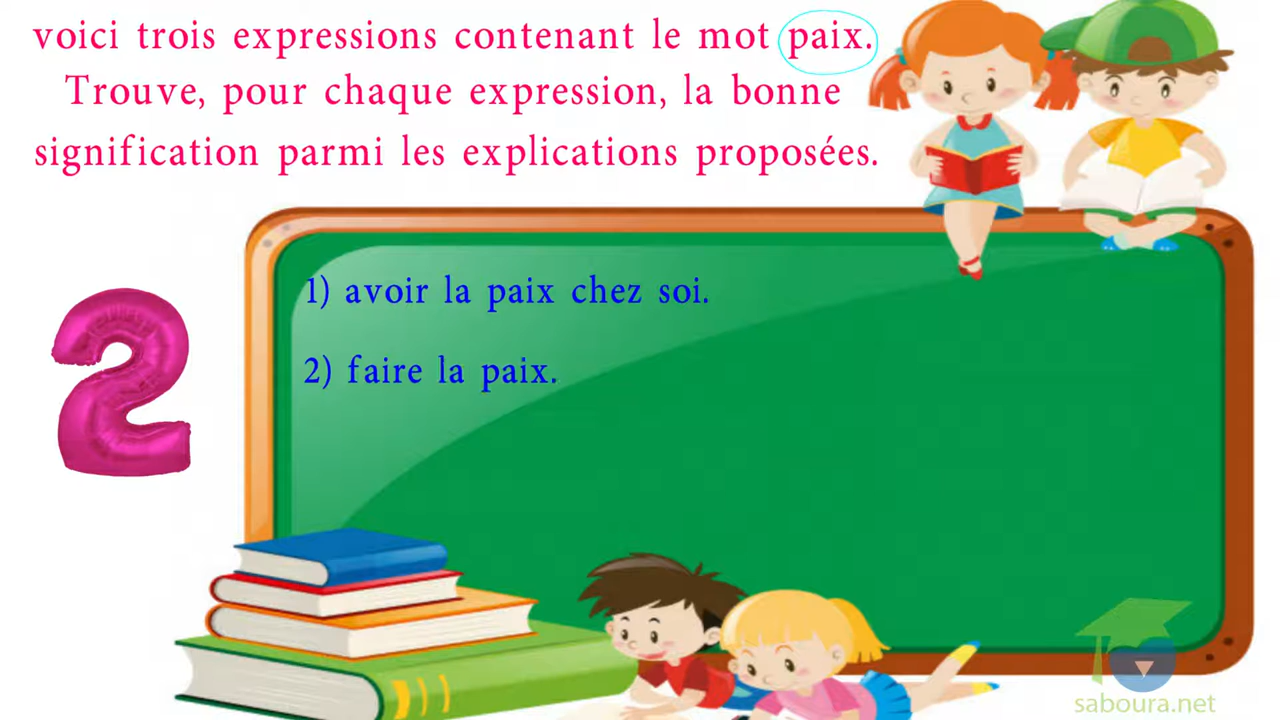 voici trois expressions contenant le mot paix.
Trouve, pour chaque expression, la bonne
signification parmi les explications proposées.
1) avoir la paix chez soi.
2) faire la paix.
2
saboura.net